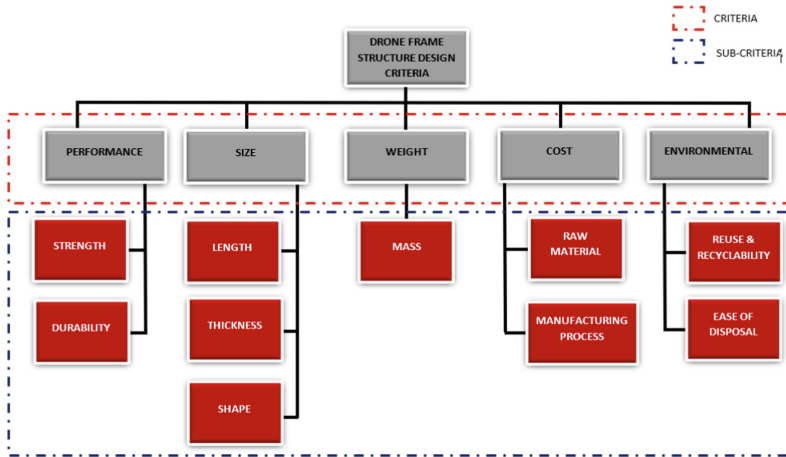 CRITERIA
SUB-CRITERIA
DRONE FRAME
STRUCTURE DESIGN
CRITERIA
PERFORMANCE
SIZE
WEIGHT
COST
ENVIRONMENTAL
STRENGTH
LENGTH
MASS
RAW
MATERIAL
REUSE &
RECYCLABILITY
DURABILITY
THICKNESS
MANUFACTURING
PROCESS
EASE OF
DISPOSAL
SHAPE